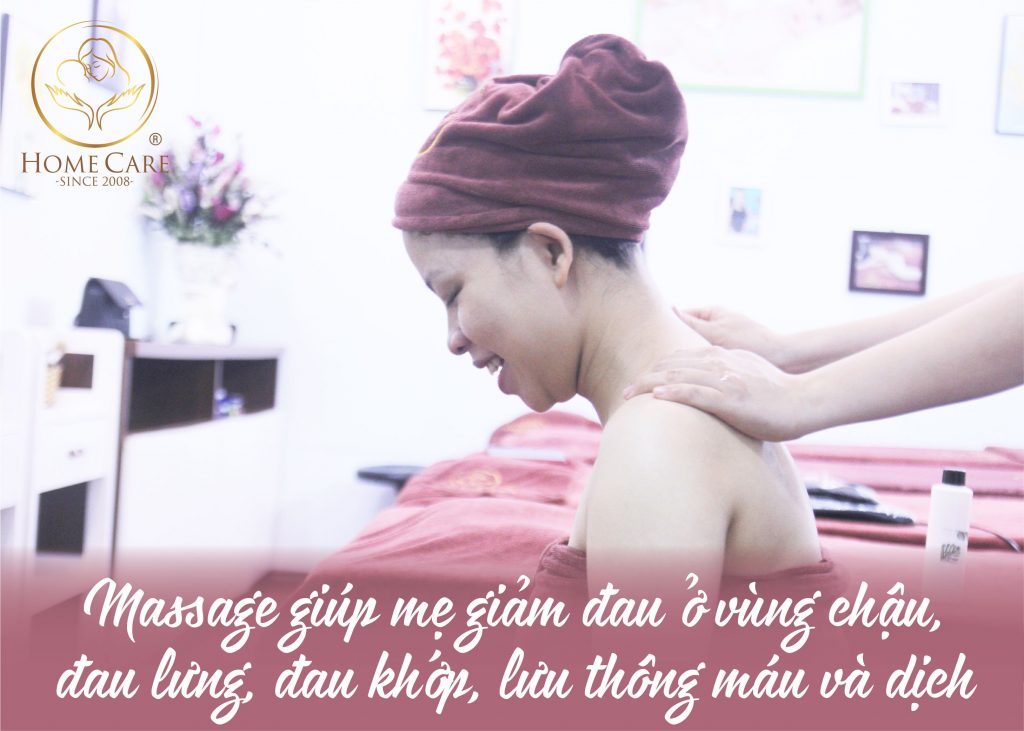 HOME CARE
®
-SINCE 2008-
Massage giúp mẹ giảm đau ở vùng chậu,
đau lưng, đau khớp, lưu thông máu và dịch